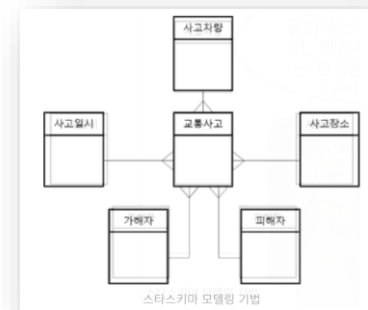 사고차량
사고일시
교통사고
사고장소
가해자
피해자
스타스키마 모델링 기법